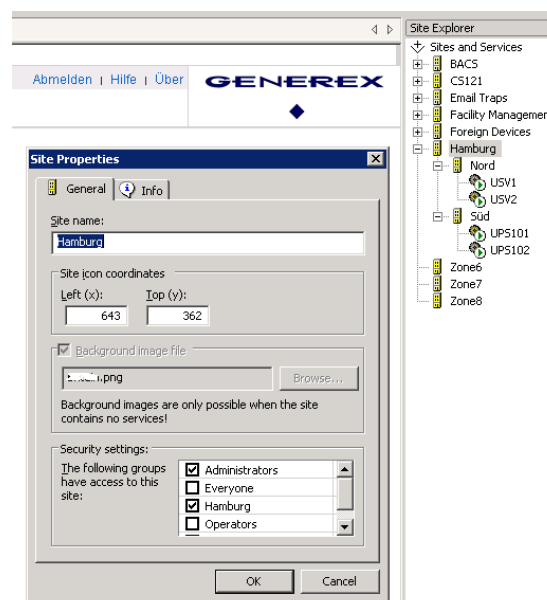 Abmelden | Hilfe | Über
GENEREX
Site Properties
General
Info
Site name:
Hamburg
Site icon coordinates
Left (x):
Top (y):
643
362
Background image file
.png
Browse...
Background images are only possible when the site
contains no services!
Security settings:
The following groups
have access to this
site:
Administrators
Everyone
Hamburg
Operators
OK
Cancel
Site Explorer
Sites and Services
BACS
CS121
Email Traps
Facility Managemer
Foreign Devices
Hamburg
Nord
USV1
USV2
Süd
UPS101
UPS102
Zone6
Zone7
Zone8